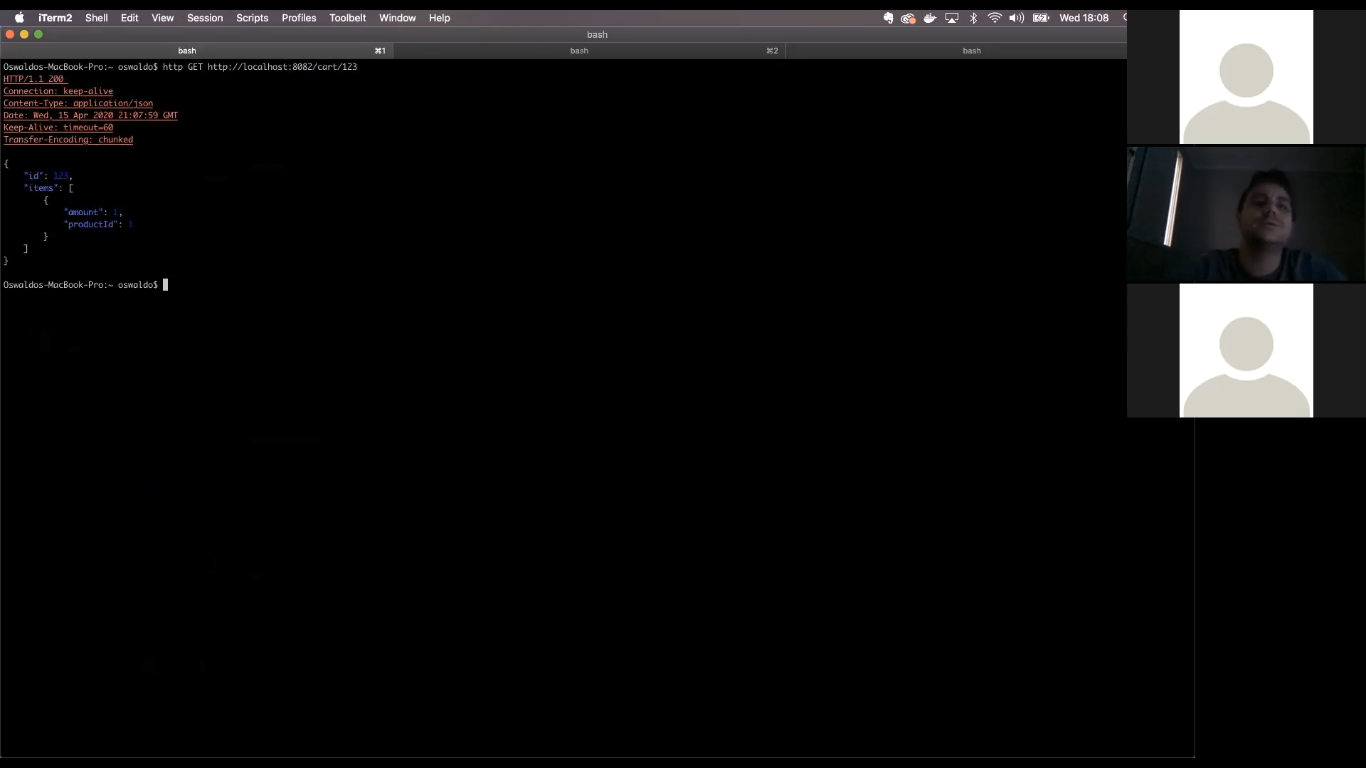 iTerm2 Shell Edit View Session Scripts Profiles Toolbelt Window Help Wed 18:08
bash
bash ⌘1 bash ⌘2 bash
Oswaldos-MacBook-Pro:~ oswaldo$ http GET http://localhost:8082/cart/123
HTTP/1.1 200
Connection: keep-alive
Content-Type: application/json
Date: Wed, 15 Apr 2020 21:07:59 GMT
Keep-Alive: timeout=60
Transfer-Encoding: chunked
{
"id": 123,
"items": [
{
"amount": 1,
"productId": 1
}
]
}
Oswaldos-MacBook-Pro:~ oswaldo$